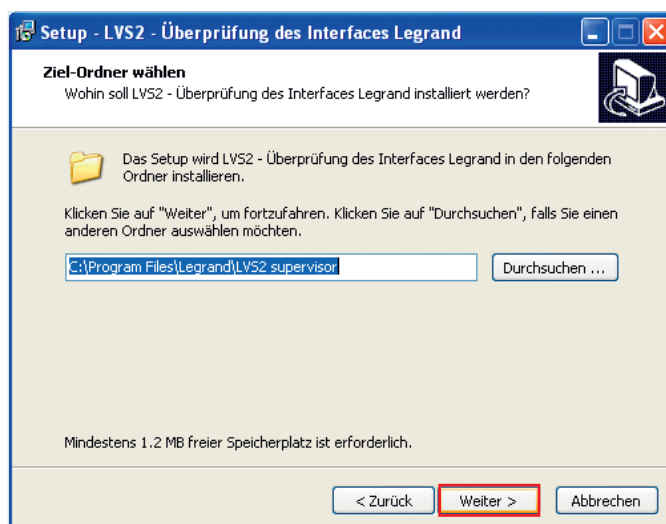 Setup - LVS2 - Überprüfung des Interfaces Legrand
Ziel-Ordner wählen
Wohin soll LVS2 - Überprüfung des Interfaces Legrand installiert werden?
Das Setup wird LVS2 - Überprüfung des Interfaces Legrand in den folgenden
Ordner installieren.
Klicken Sie auf "Weiter", um fortzufahren. Klicken Sie auf "Durchsuchen", falls Sie einen
anderen Ordner auswählen möchten.
C:\Program Files\Legrand\LVS2 supervisor
Durchsuchen ...
Mindestens 1.2 MB freier Speicherplatz ist erforderlich.
< Zurück
Weiter >
Abbrechen